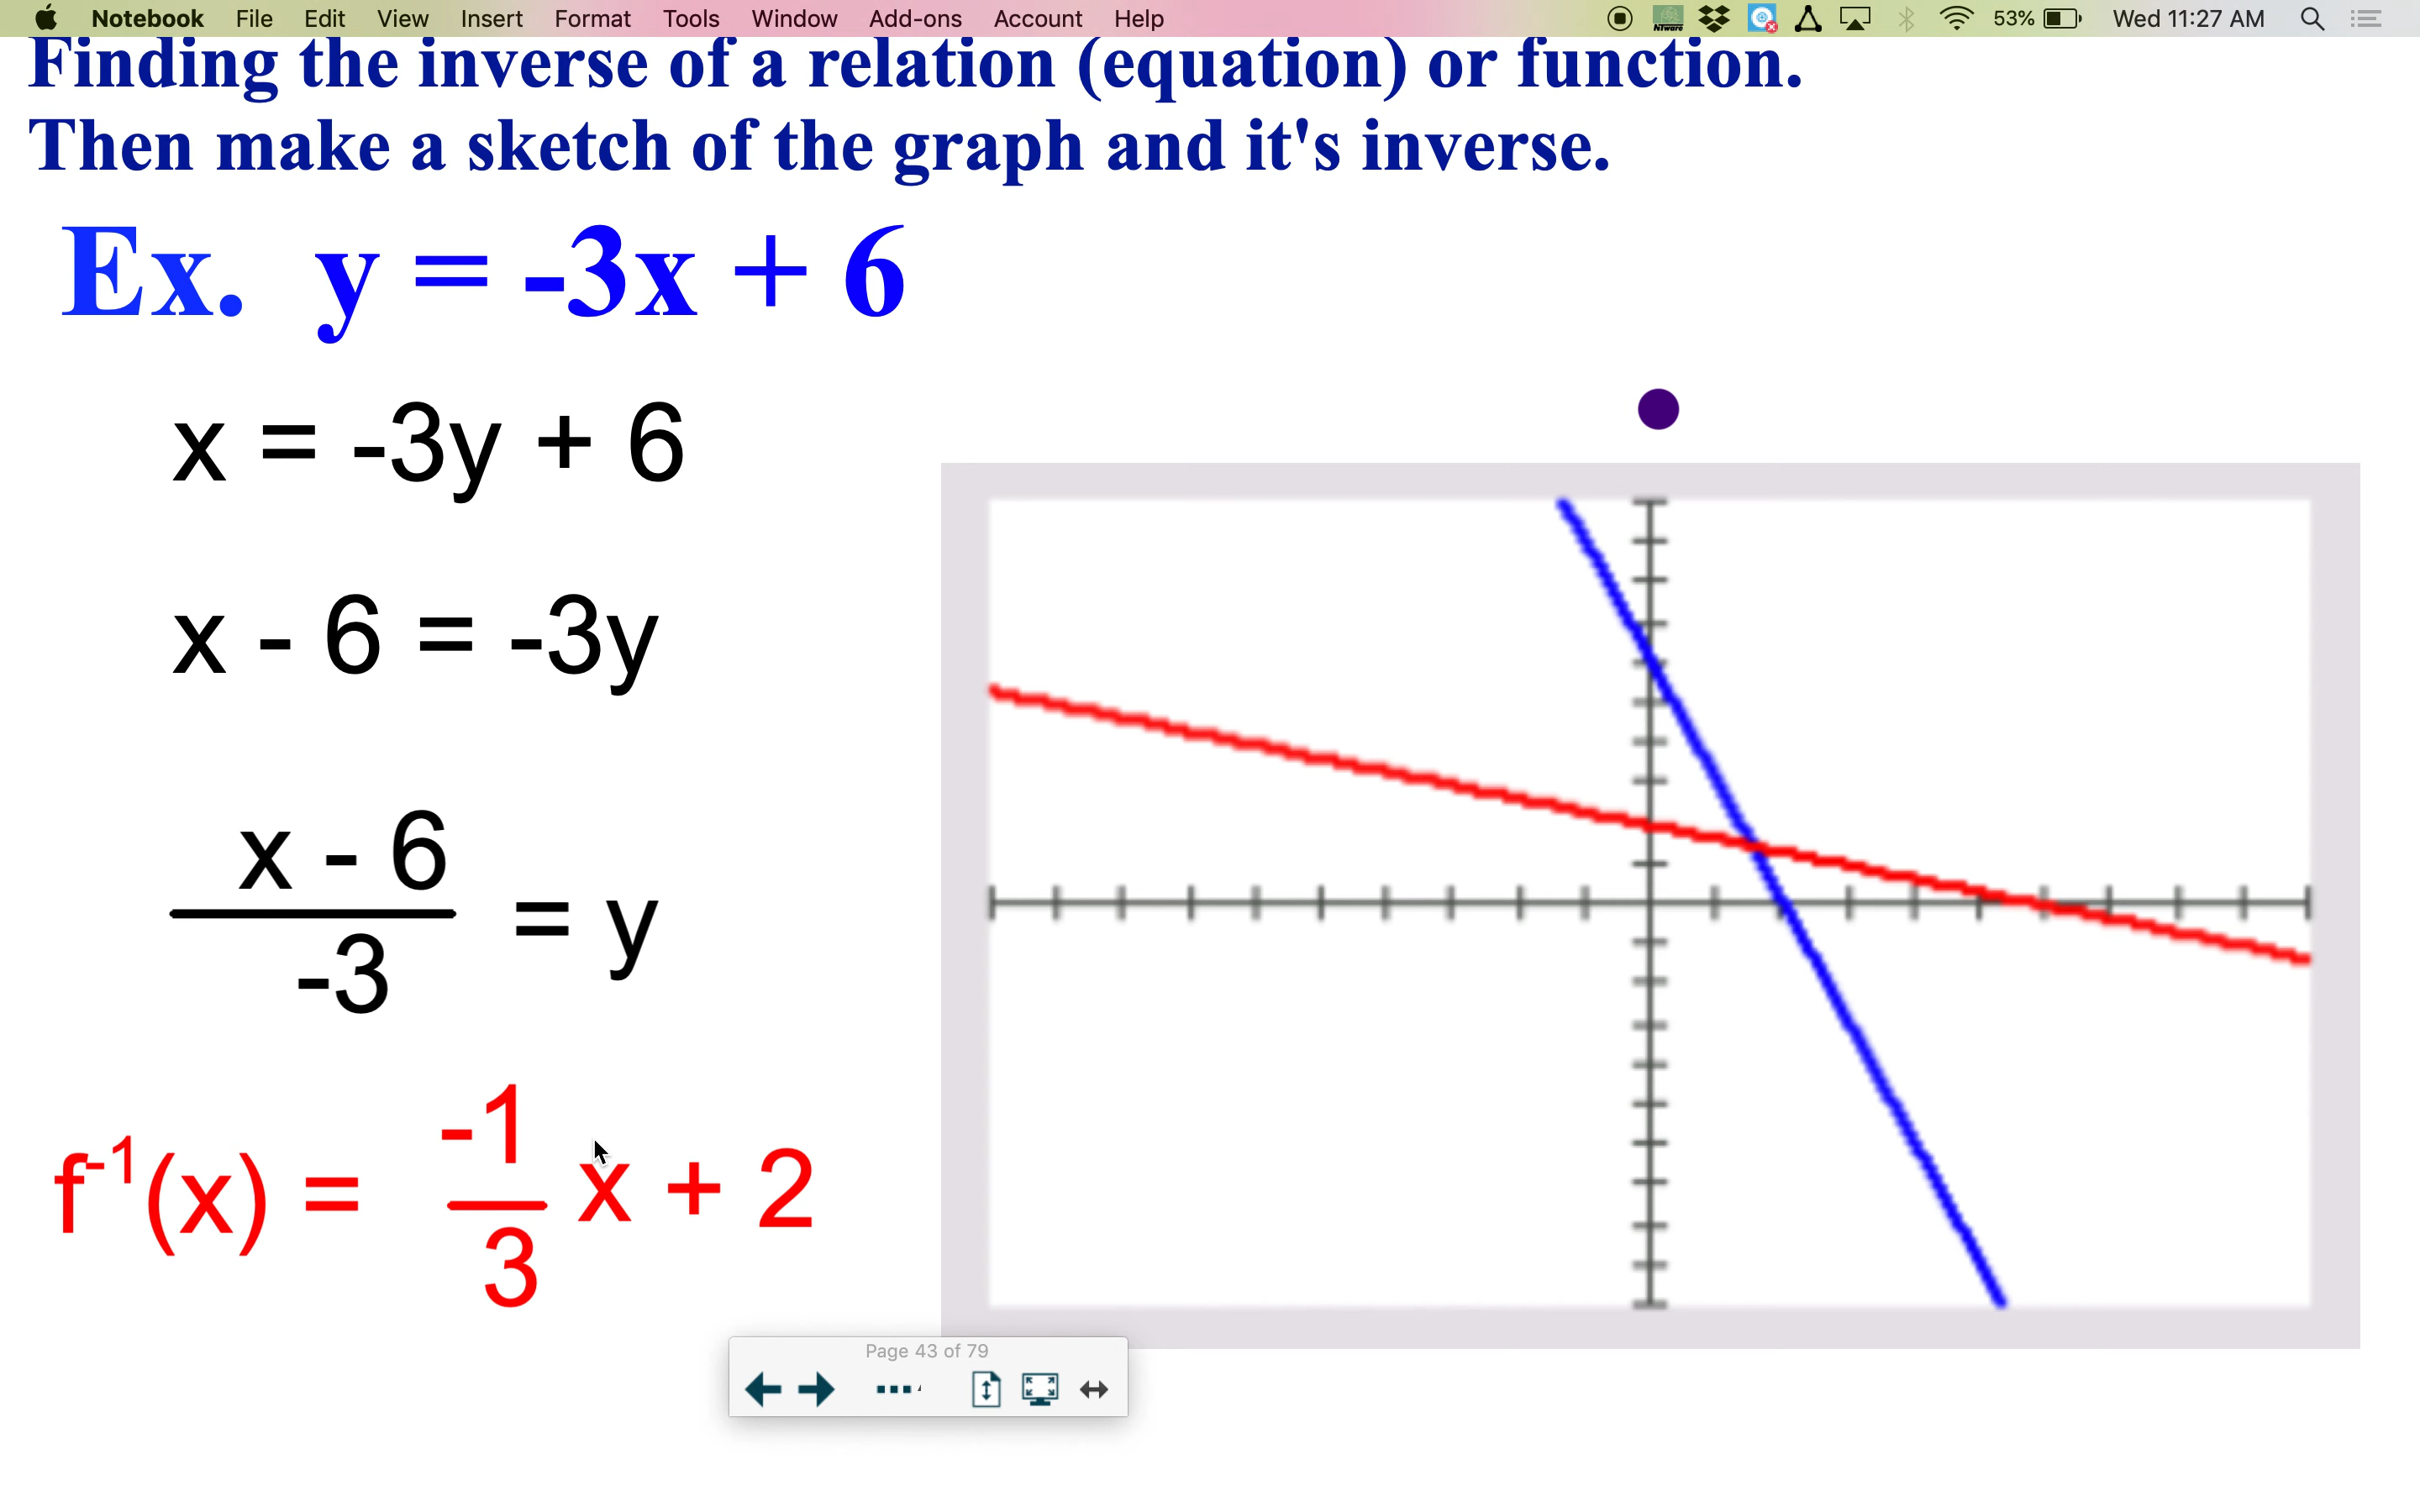 Notebook File Edit View Insert Format Tools Window Add-ons Account Help 53% Wed 11:27 AM
Finding the inverse of a relation (equation) or function.
Then make a sketch of the graph and it's inverse.
Ex. y = -3x + 6
x = -3y + 6
x - 6 = -3y
x - 6
-3
= y
f-1(x) = -1
3
x + 2
Page 43 of 79